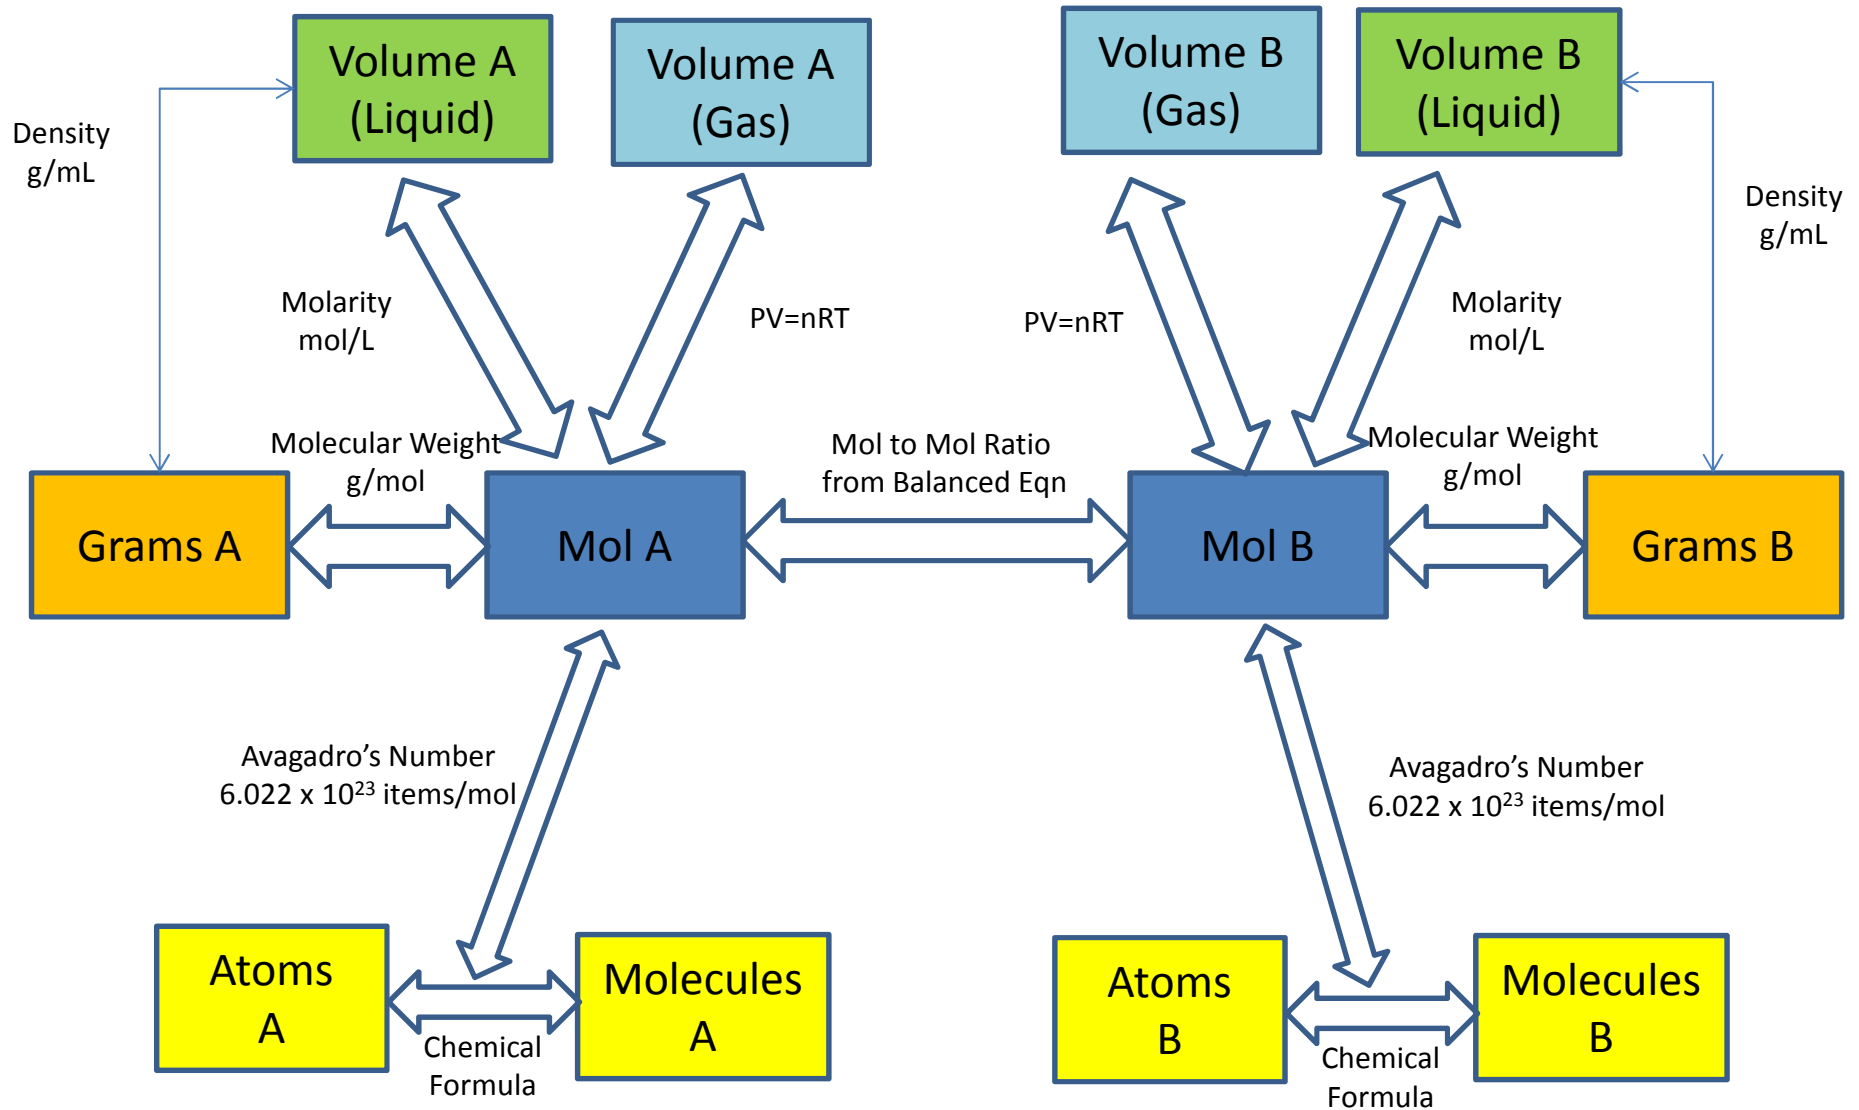 Volume A
(Liquid)
Volume A
(Gas)
Volume B
(Gas)
Volume B
(Liquid)
Density
g/mL
Density
g/mL
Molarity
mol/L
PV=nRT
PV=nRT
Molarity
mol/L
Molecular Weight
g/mol
Mol to Mol Ratio
from Balanced Eqn
Molecular Weight
g/mol
Grams A
Mol A
Mol B
Grams B
Avagadro’s Number
6.022 x 10²³ items/mol
Avagadro’s Number
6.022 x 10²³ items/mol
Atoms
A
Molecules
A
Chemical
Formula
Atoms
B
Molecules
B
Chemical
Formula